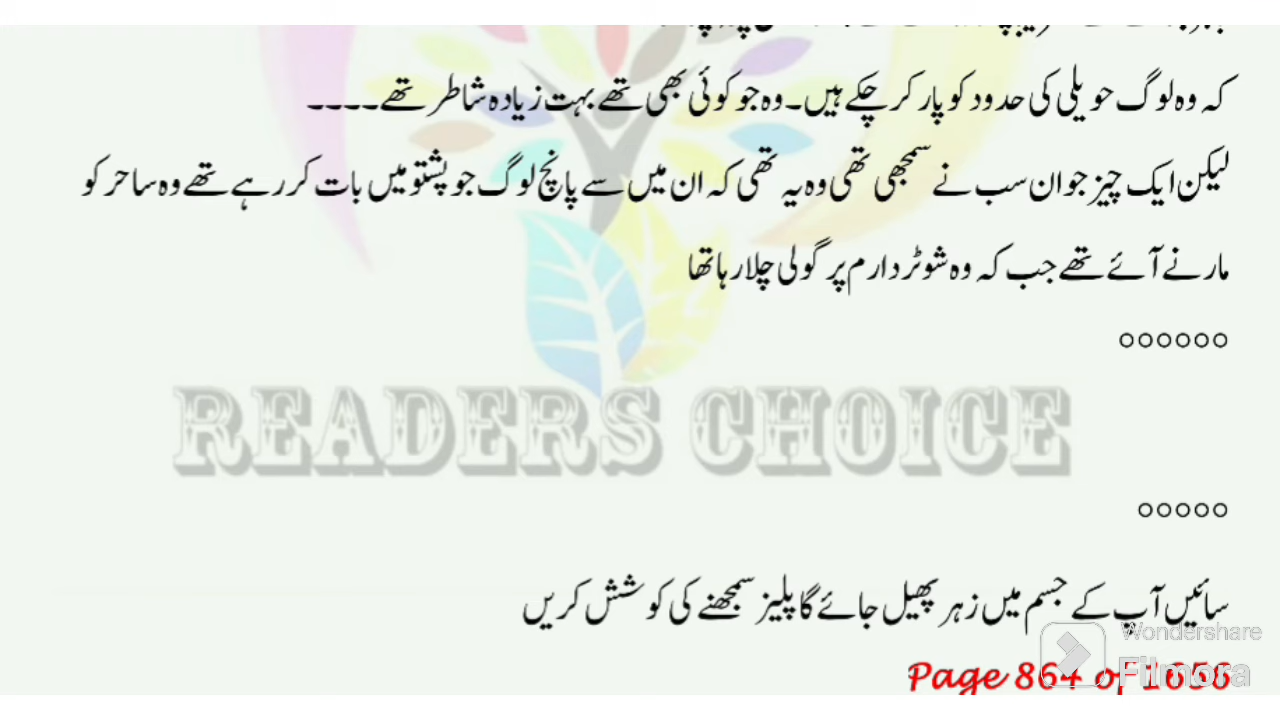 کہ وہ لوگ حویلی کی حدود کو پار کر چکے ہیں۔ وہ جو کوئی بھی تھے بہت زیادہ شاطر تھے۔۔۔۔
لیکن ایک چیز جو ان سب نے سمجھی تھی وہ یہ تھی کہ ان میں سے پانچ لوگ جو پشتو میں بات کر رہے تھے وہ ساحر کو
مارنے آئے تھے جب کہ وہ شوٹر دارم پر گولی چلا رہا تھا
○○○○○○
READERS CHOICE
○○○○○
سائیں آپ کے جسم میں زہر پھیل جائے گا پلیز سمجھنے کی کوشش کریں
Wondershare
Filmora
Page 864 of 1656